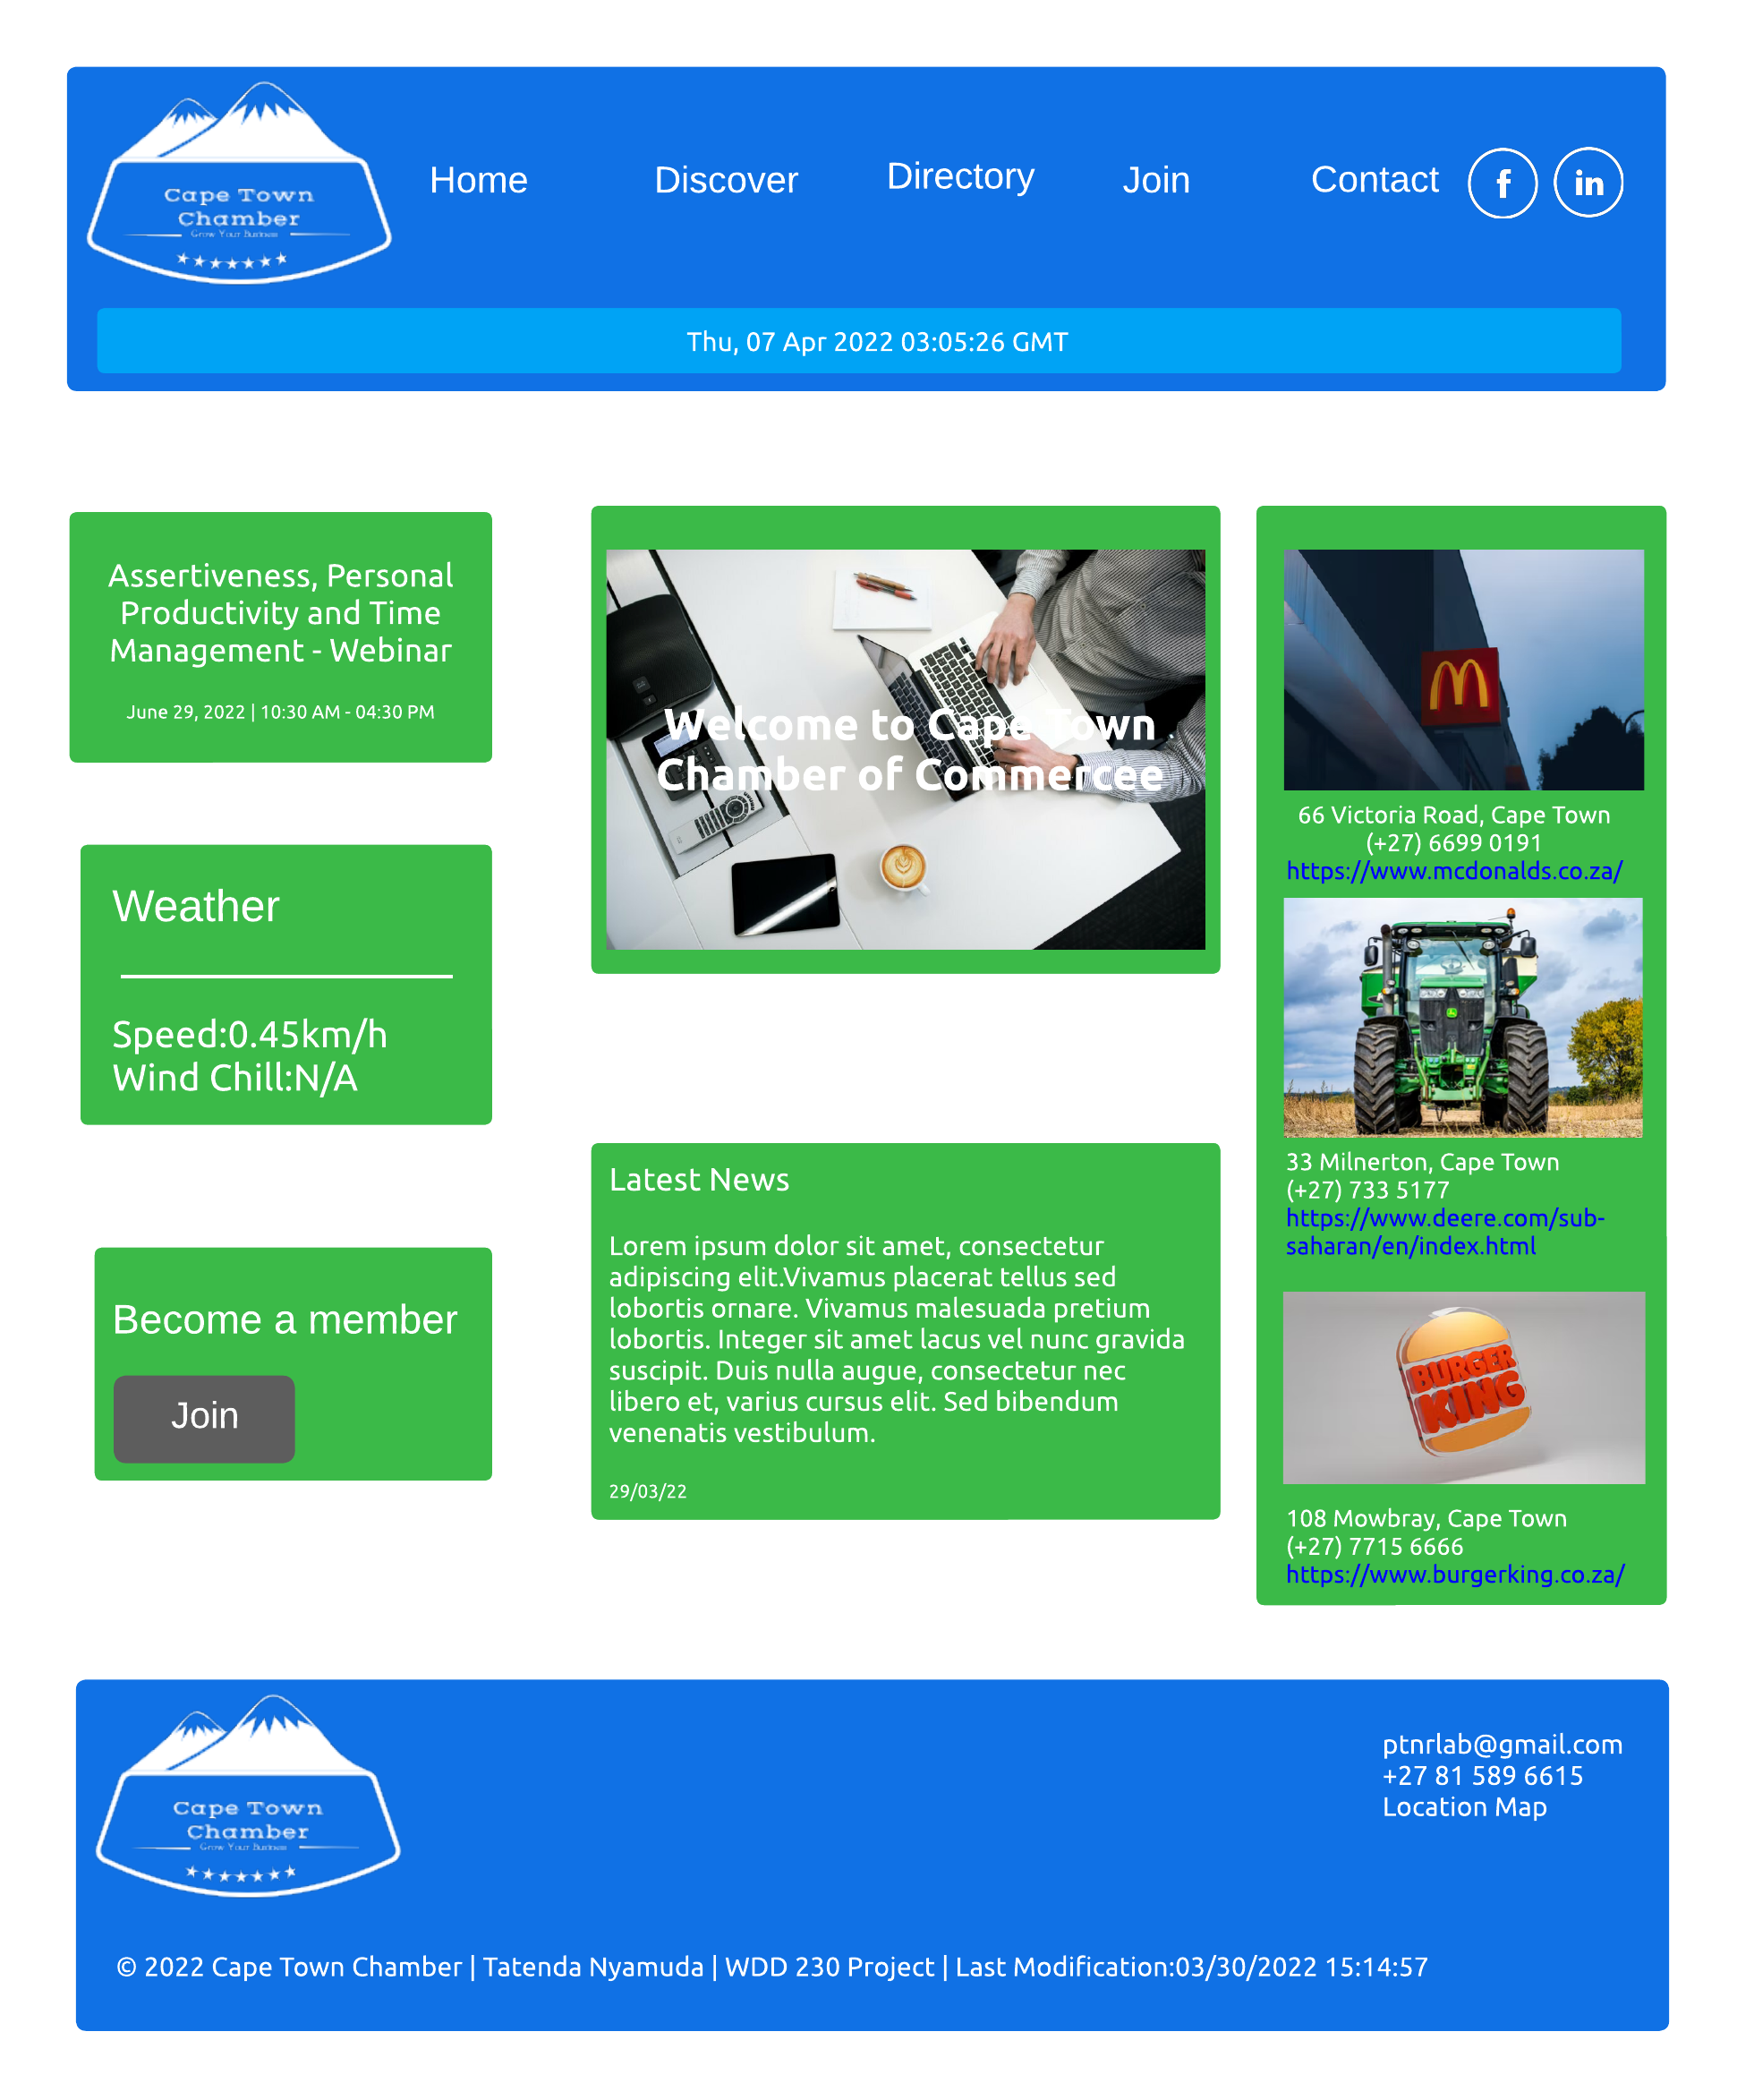 Cape Town
Chamber
Grow Your Business
Home
Discover
Directory
Join
Contact
f
in
Thu, 07 Apr 2022 03:05:26 GMT
Assertiveness, Personal
Productivity and Time
Management - Webinar
June 29, 2022 | 10:30 AM - 04:30 PM
Weather
Speed:0.45km/h
Wind Chill:N/A
Become a member
Join
Welcome to Cape Town
Chamber of Commercee
Latest News
Lorem ipsum dolor sit amet, consectetur
adipiscing elit.Vivamus placerat tellus sed
lobortis ornare. Vivamus malesuada pretium
lobortis. Integer sit amet lacus vel nunc gravida
suscipit. Duis nulla augue, consectetur nec
libero et, varius cursus elit. Sed bibendum
venenatis vestibulum.
29/03/22
66 Victoria Road, Cape Town
(+27) 6699 0191
https://www.mcdonalds.co.za/
33 Milnerton, Cape Town
(+27) 733 5177
https://www.deere.com/sub-
saharan/en/index.html
BURGER
KING
108 Mowbray, Cape Town
(+27) 7715 6666
https://www.burgerking.co.za/
Cape Town
Chamber
Grow Your Business
ptnrlab@gmail.com
+27 81 589 6615
Location Map
© 2022 Cape Town Chamber | Tatenda Nyamuda | WDD 230 Project | Last Modification:03/30/2022 15:14:57